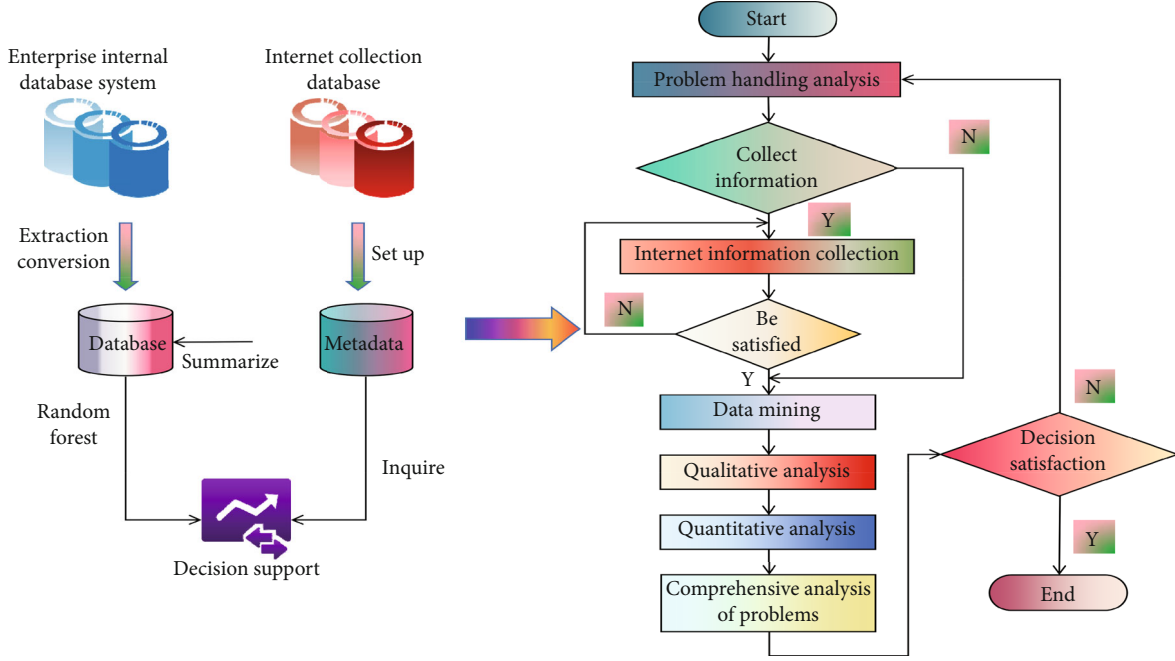 Enterprise internal
database system
Internet collection
database
Extraction
conversion
Set up
Database
Summarize
Metadata
Random
forest
Inquire
Decision support
Start
Problem handling analysis
Collect
information
N
Y
Internet information collection
N
Be
satisfied
Y
Data mining
Qualitative analysis
Quantitative analysis
Comprehensive analysis
of problems
N
Decision
satisfaction
Y
End